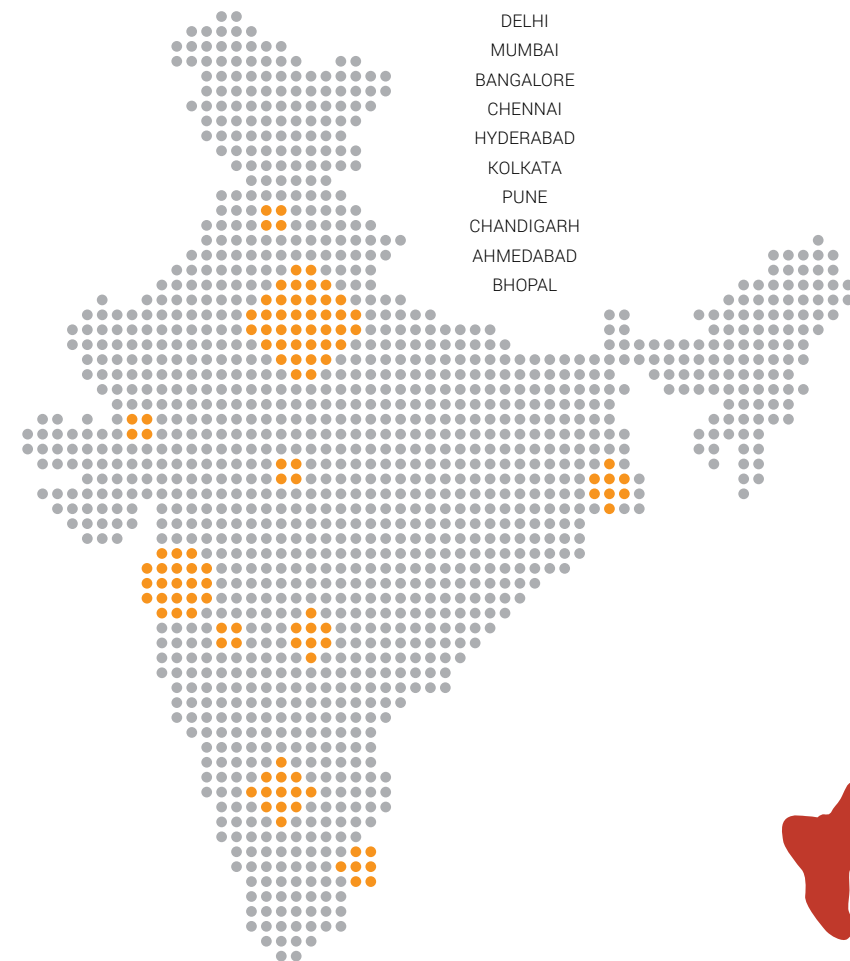 DELHI
MUMBAI
BANGALORE
CHENNAI
HYDERABAD
KOLKATA
PUNE
CHANDIGARH
AHMEDABAD
BHOPAL